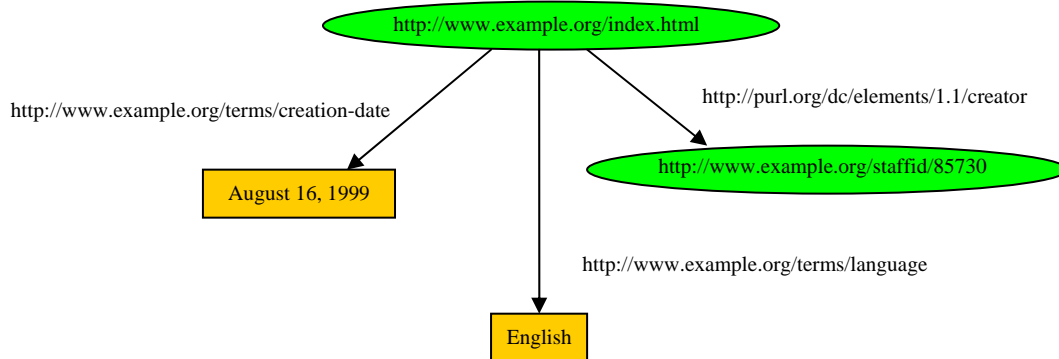 http://www.example.org/index.html
http://www.example.org/terms/creation-date
http://purl.org/dc/elements/1.1/creator
August 16, 1999
http://www.example.org/staffid/85730
http://www.example.org/terms/language
English